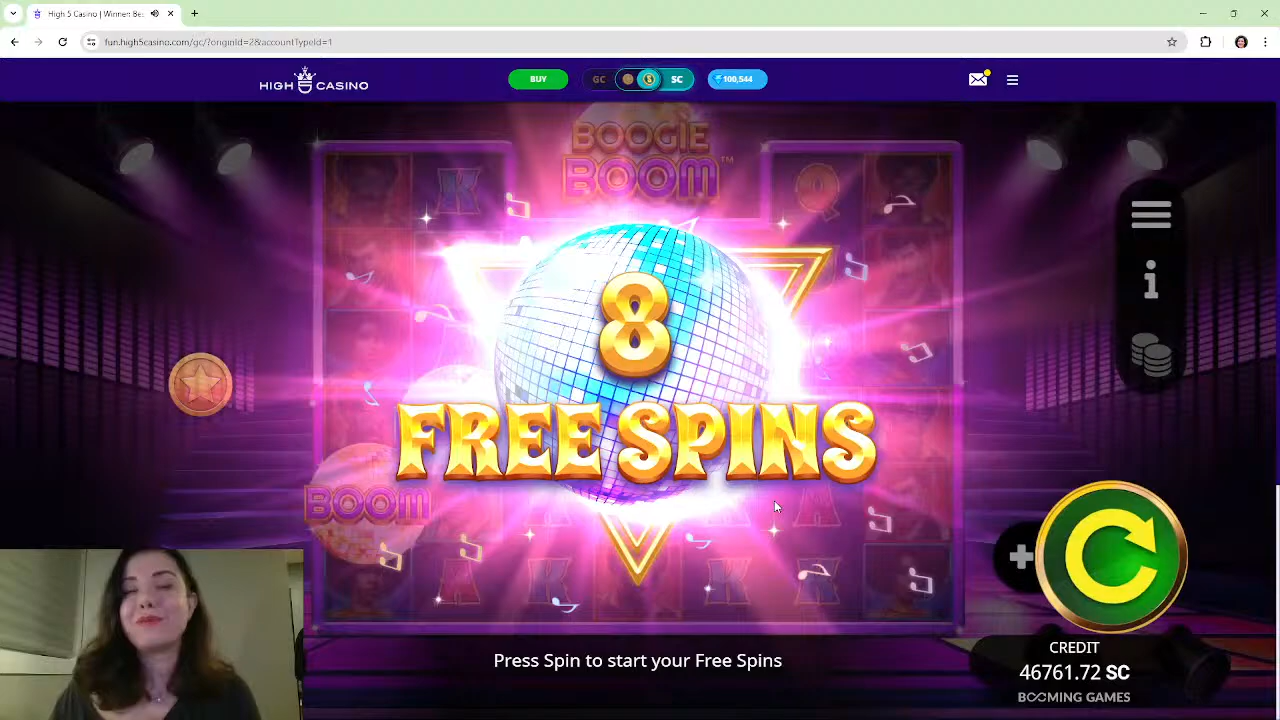 High 5 Casino | Winner: Be
fun.high5casino.com/gc/?originId=2&accountTypeId=1
HIGH 5 CASINO
BUY
GC
SC
100,544
BOOGIE
BOOM™
K
Q
8
FREE SPINS
BOOM
A
A
K
K
Press Spin to start your Free Spins
CREDIT
46761.72 SC
BOOMING GAMES